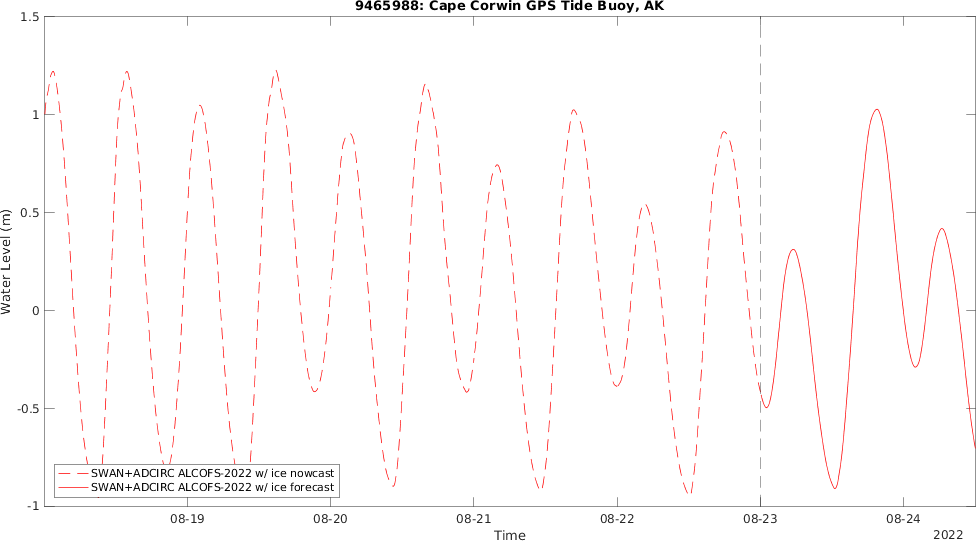 9465988: Cape Corwin GPS Tide Buoy, AK
1.5
1
0.5
0
-0.5
-1
Water Level (m)
SWAN+ADCIRC ALCOFS-2022 w/ ice nowcast
SWAN+ADCIRC ALCOFS-2022 w/ ice forecast
08-19
08-20
08-21
08-22
08-23
08-24
Time
2022